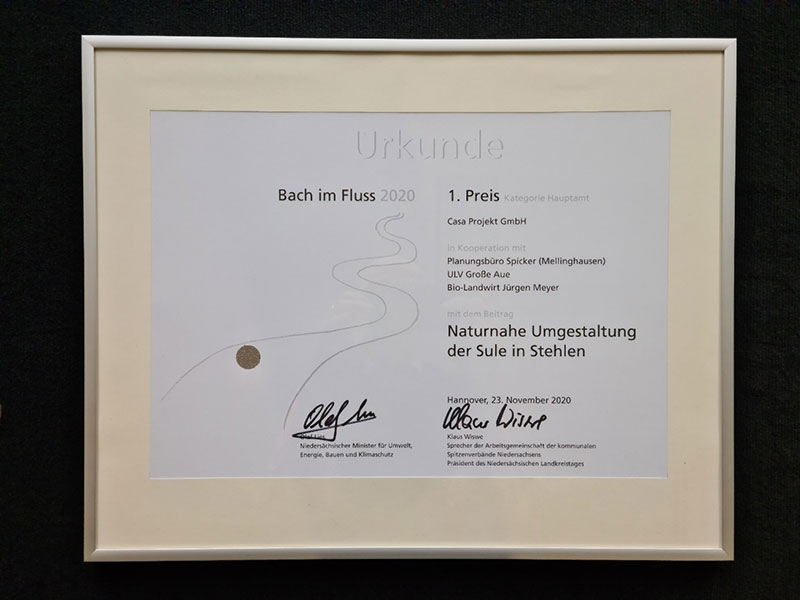 Urkunde
Bach im Fluss 2020
1. Preis Kategorie Hauptamt
Casa Projekt GmbH
in Kooperation mit
Planungsbüro Spicker (Mellinghausen)
ULV Große Aue
Bio-Landwirt Jürgen Meyer
mit dem Beitrag
Naturnahe Umgestaltung
der Sule in Stehlen
Hannover, 23. November 2020
Klaus Wiswe
Niedersächsischer Minister für Umwelt,
Energie, Bauen und Klimaschutz
Klaus Wiswe
Sprecher der Arbeitsgemeinschaft der kommunalen
Spitzenverbände Niedersachsens
Präsident des Niedersächsischen Landkreistages